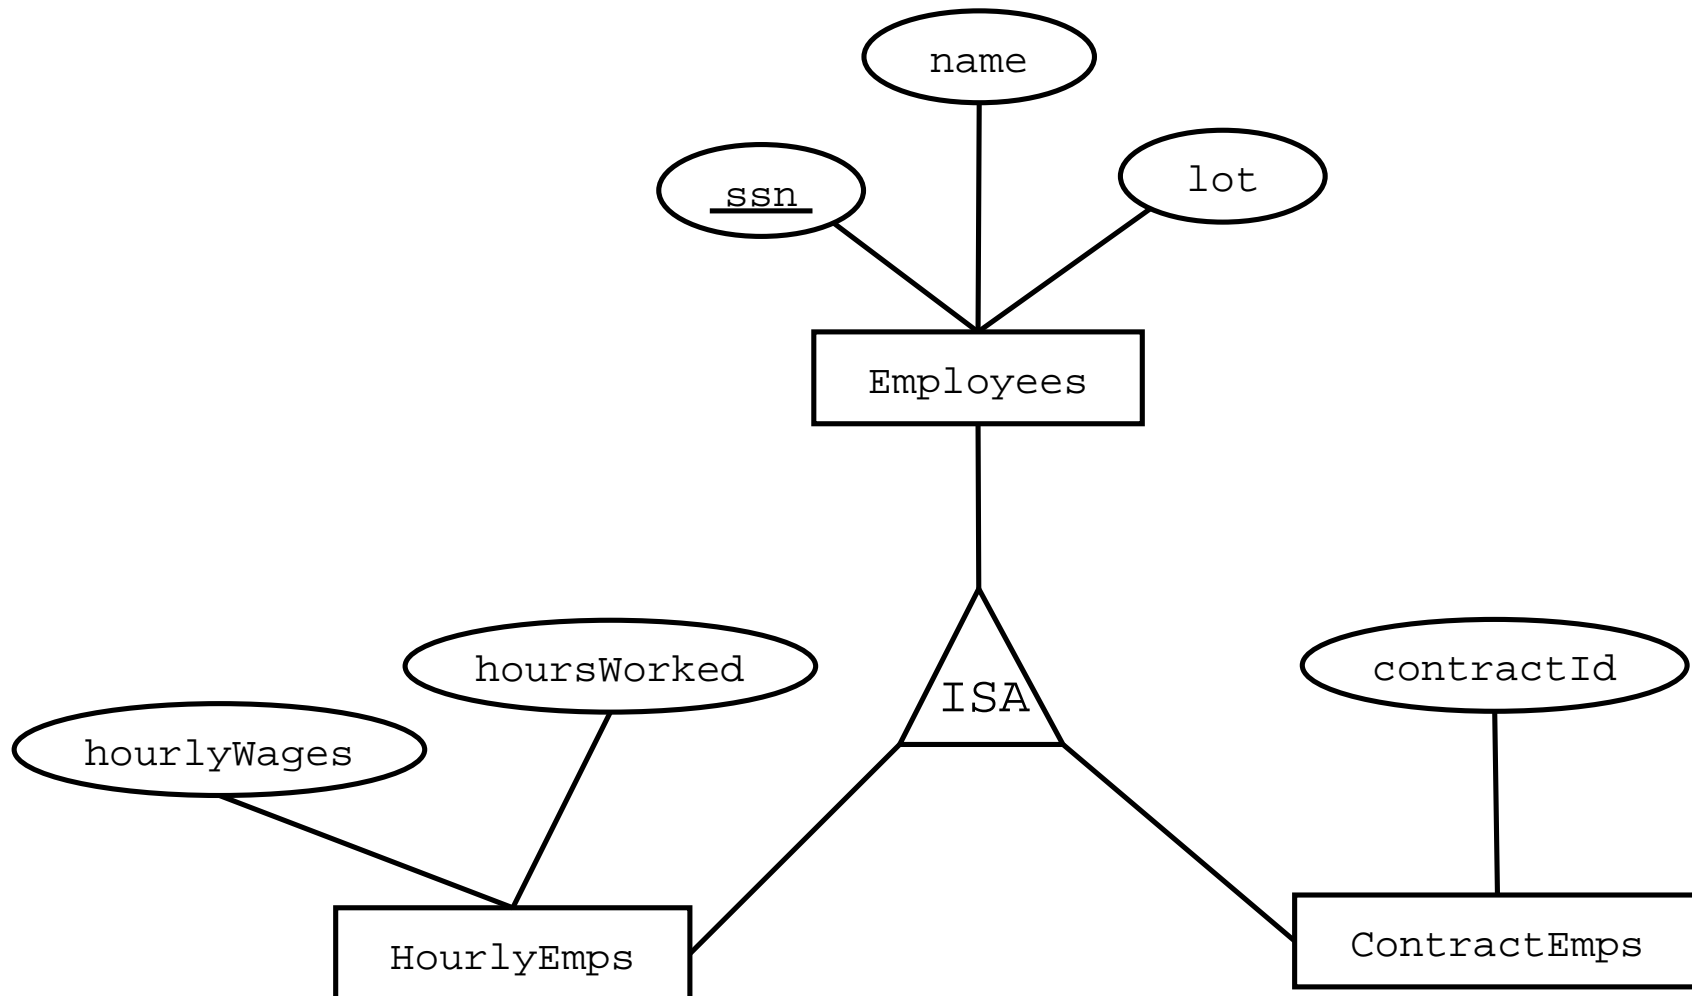 name
ssn
lot
Employees
hoursWorked
contractId
ISA
hourlyWages
HourlyEmps
ContractEmps